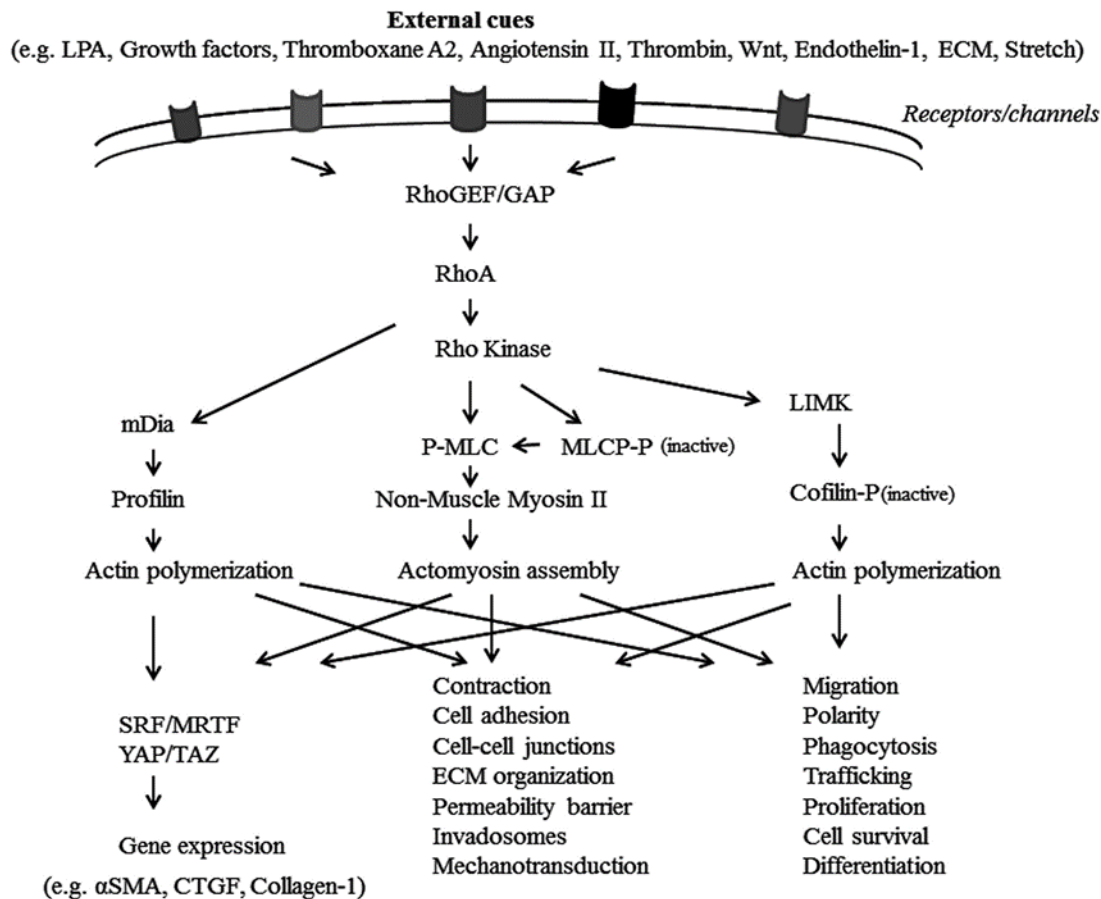 External cues
(e.g. LPA, Growth factors, Thromboxane A2, Angiotensin II, Thrombin, Wnt, Endothelin-1, ECM, Stretch)
Receptors/channels
RhoGEF/GAP
RhoA
Rho Kinase
mDia
P-MLC
MLCP-P (inactive)
LIMK
Profilin
Non-Muscle Myosin II
Cofilin-P(inactive)
Actin polymerization
Actomyosin assembly
Actin polymerization
SRF/MRTF
YAP/TAZ
Gene expression
(e.g. αSMA, CTGF, Collagen-1)
Contraction
Cell adhesion
Cell-cell junctions
ECM organization
Permeability barrier
Invadosomes
Mechanotransduction
Migration
Polarity
Phagocytosis
Trafficking
Proliferation
Cell survival
Differentiation